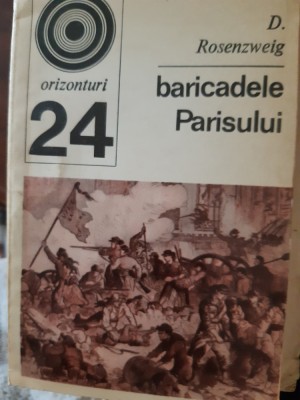 D.
Rosenzweig
orizonturi
24
baricadele
Parisului